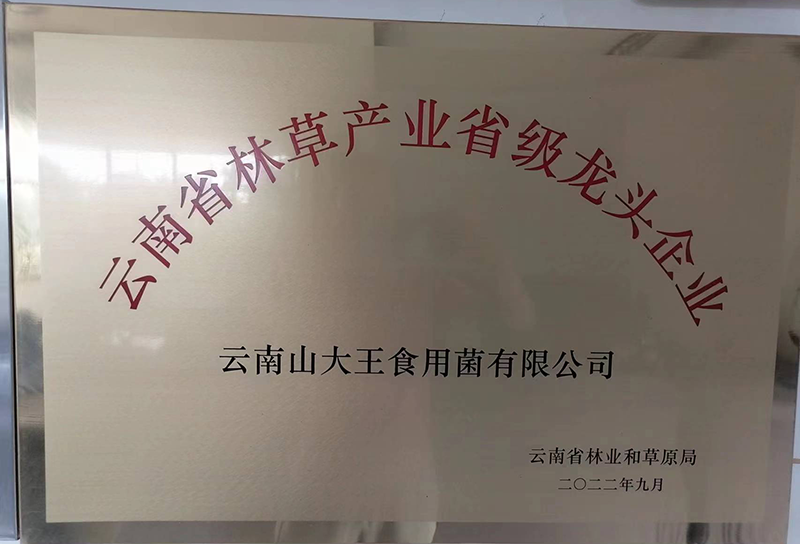 云南省林草产业省级龙头企业
云南山大王食用菌有限公司
云南省林业和草原局
二〇二二年九月